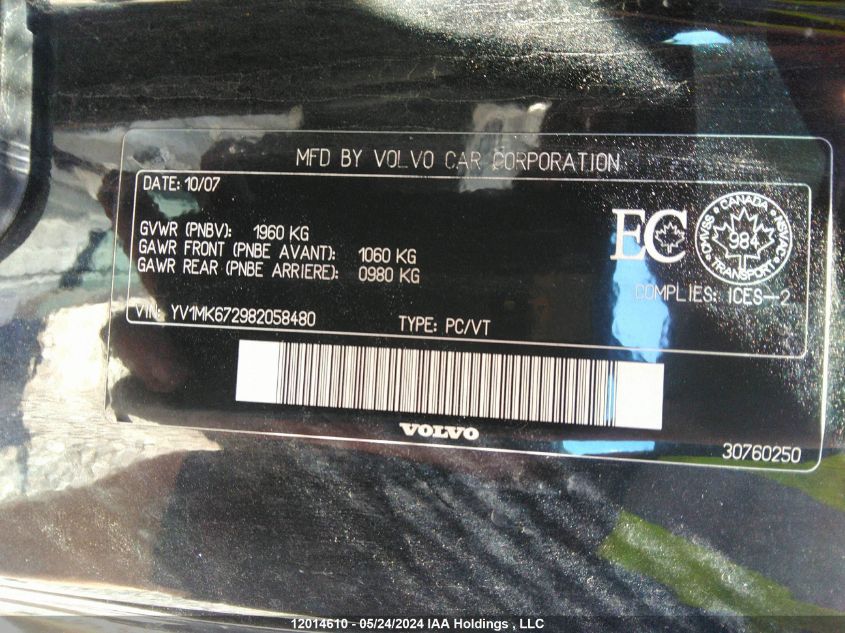 MFD BY VOLVO CAR CORPORATION
DATE: 10/07
GVWR (PNBV): 1960 KG
GAWR FRONT (PNBE AVANT): 1060 KG
GAWR REAR (PNBE ARRIERE): 0980 KG
EC
CANADA
CMVSS
984
NSVAC
TRANSPORT
COMPLIES: ICES-2
VIN: YV1MK672982058480
TYPE: PC/VT
VOLVO
30760250
12014610 - 05/24/2024 IAA Holdings , LLC